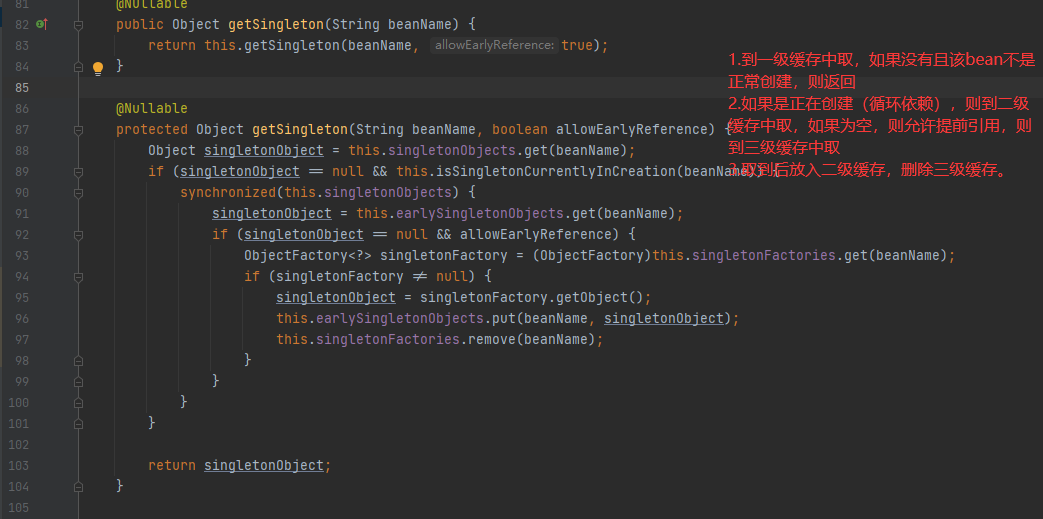 81 @Nullable
82 public Object getSingleton(String beanName) {
83 return this.getSingleton(beanName, allowEarlyReference: true);
84 }
85
86 @Nullable
87 protected Object getSingleton(String beanName, boolean allowEarlyReference) {
88 Object singletonObject = this.singletonObjects.get(beanName);
89 if (singletonObject == null && this.isSingletonCurrentlyInCreation(beanName)) {
90 synchronized(this.singletonObjects) {
91 singletonObject = this.earlySingletonObjects.get(beanName);
92 if (singletonObject == null && allowEarlyReference) {
93 ObjectFactory<?> singletonFactory = (ObjectFactory)this.singletonFactories.get(beanName);
94 if (singletonFactory != null) {
95 singletonObject = singletonFactory.getObject();
96 this.earlySingletonObjects.put(beanName, singletonObject);
97 this.singletonFactories.remove(beanName);
98 }
99 }
100 }
101 }
102
103 return singletonObject;
104 }
105
1.到一级缓存中取，如果没有且该bean不是
正常创建，则返回
2.如果是正在创建（循环依赖），则到二级
缓存中取，如果为空，则允许提前引用，则
到三级缓存中取
3.取到后放入二级缓存，删除三级缓存。